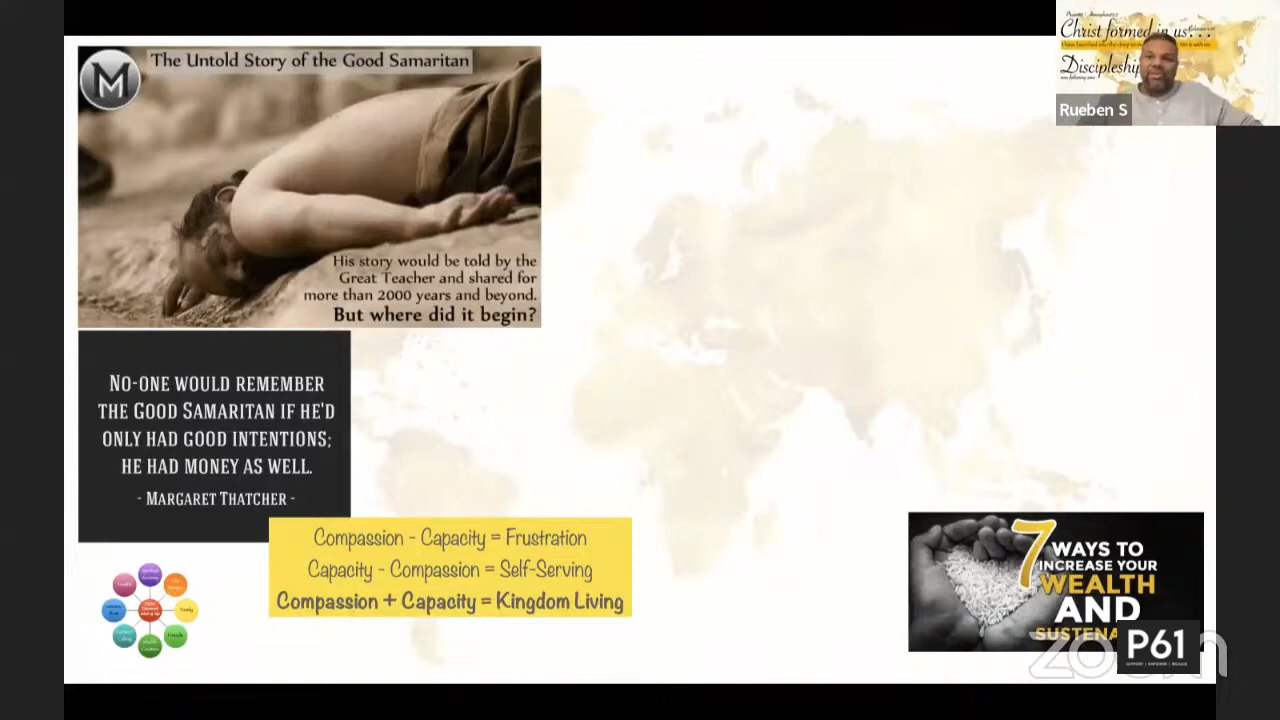 M
The Untold Story of the Good Samaritan
His story would be told by the
Great Teacher and shared for
more than 2000 years and beyond.
But where did it begin?
No-one would remember
the Good Samaritan if he'd
only had good intentions;
he had money as well.
- Margaret Thatcher -
Compassion - Capacity = Frustration
Capacity - Compassion = Self-Serving
Compassion + Capacity = Kingdom Living
Family
Friends
7 WAYS TO
INCREASE YOUR
WEALTH
AND
SUSTENA
P61
zoom
Christ formed in us...
Discipleship
Rueben S